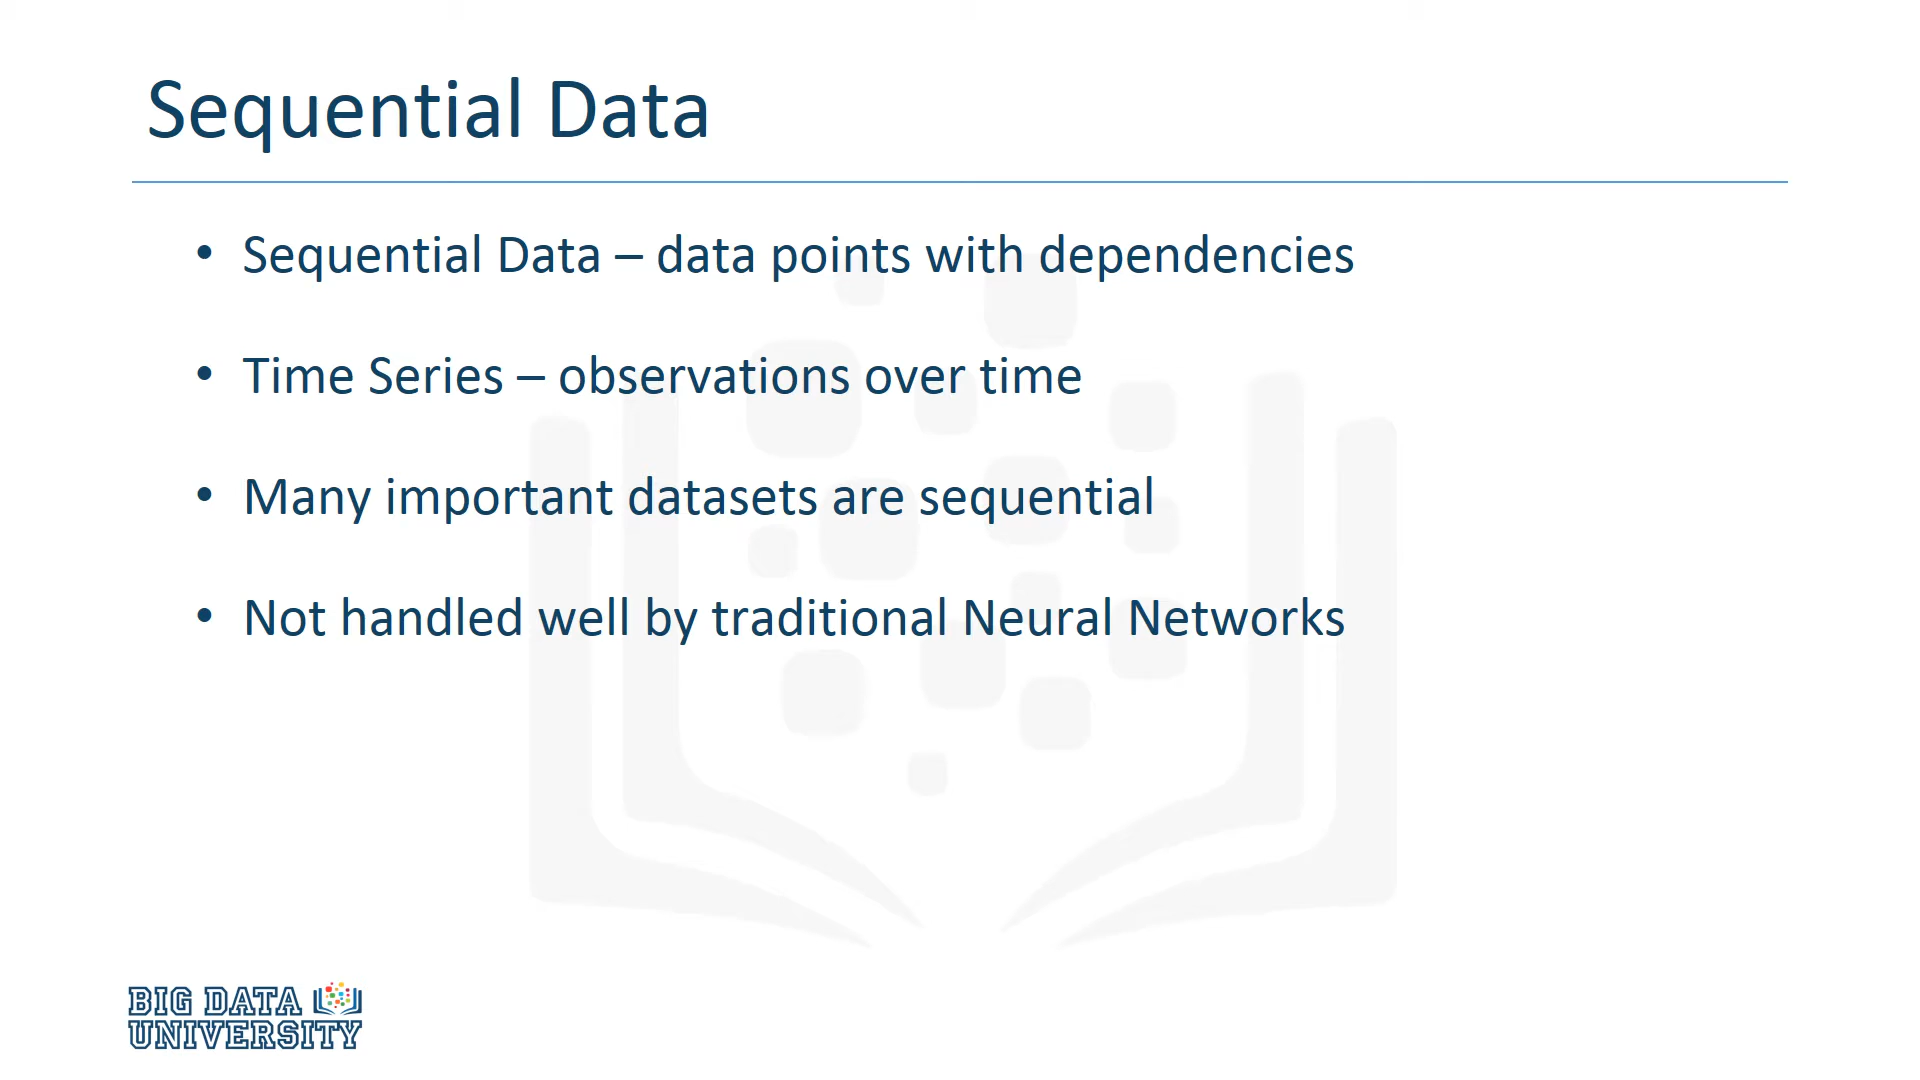 Sequential Data
• Sequential Data – data points with dependencies
• Time Series – observations over time
• Many important datasets are sequential
• Not handled well by traditional Neural Networks
BIG DATA
UNIVERSITY